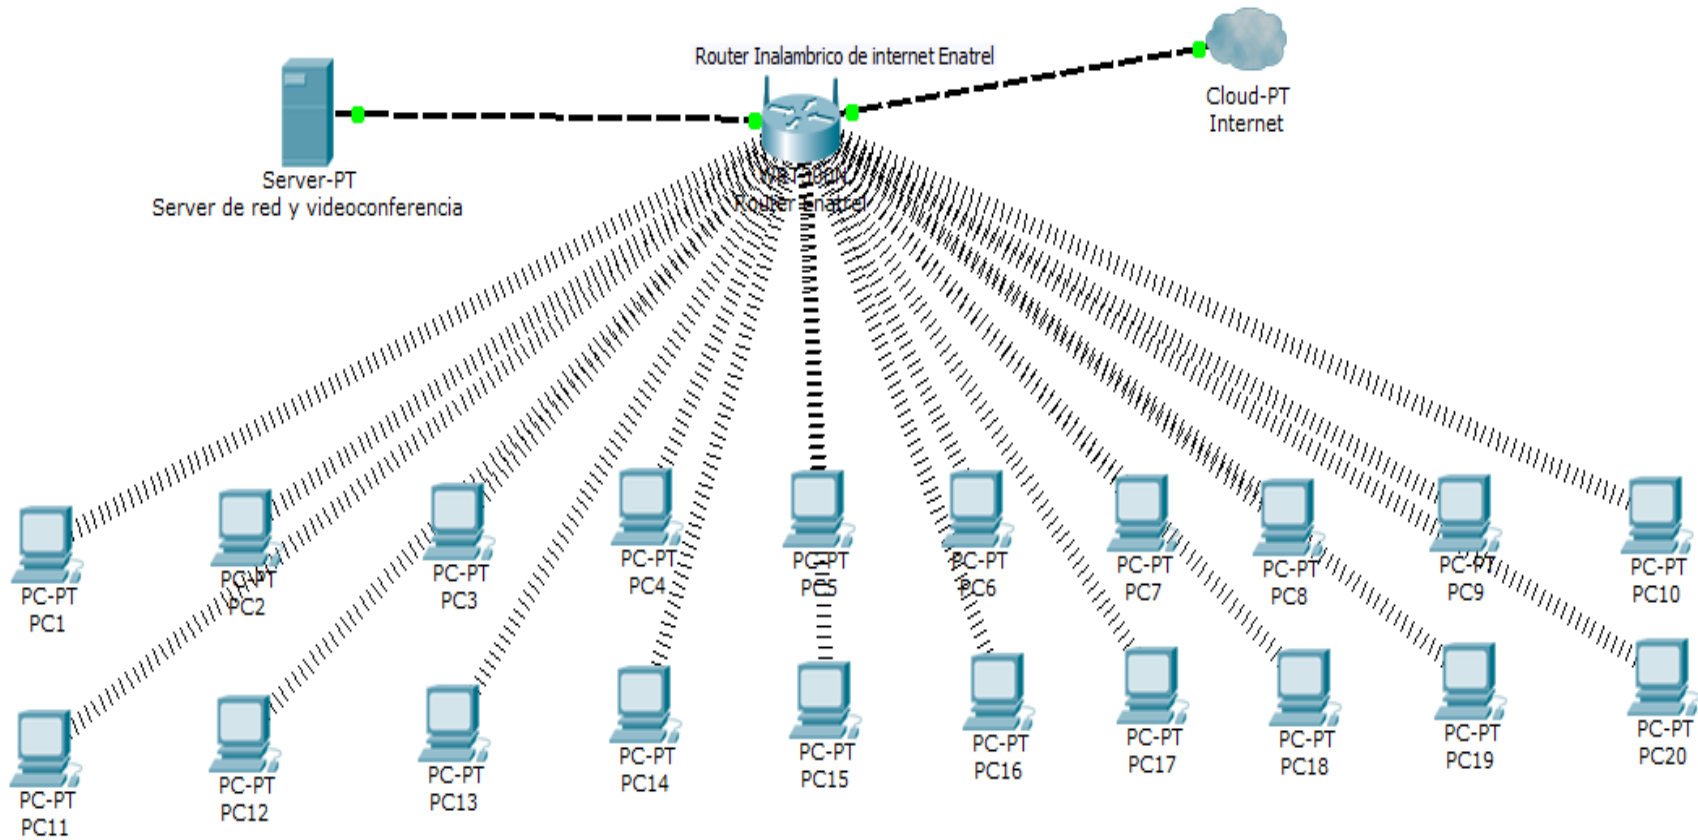 Router Inalambrico de internet Enatrel
Cloud-PT
Internet
Server-PT
Server de red y videoconferencia
WRT300N
Router Enatrel
PC-PT
PC1
PC-PT
PC2
PC-PT
PC3
PC-PT
PC4
PC-PT
PC5
PC-PT
PC6
PC-PT
PC7
PC-PT
PC8
PC-PT
PC9
PC-PT
PC10
PC-PT
PC11
PC-PT
PC12
PC-PT
PC13
PC-PT
PC14
PC-PT
PC15
PC-PT
PC16
PC-PT
PC17
PC-PT
PC18
PC-PT
PC19
PC-PT
PC20